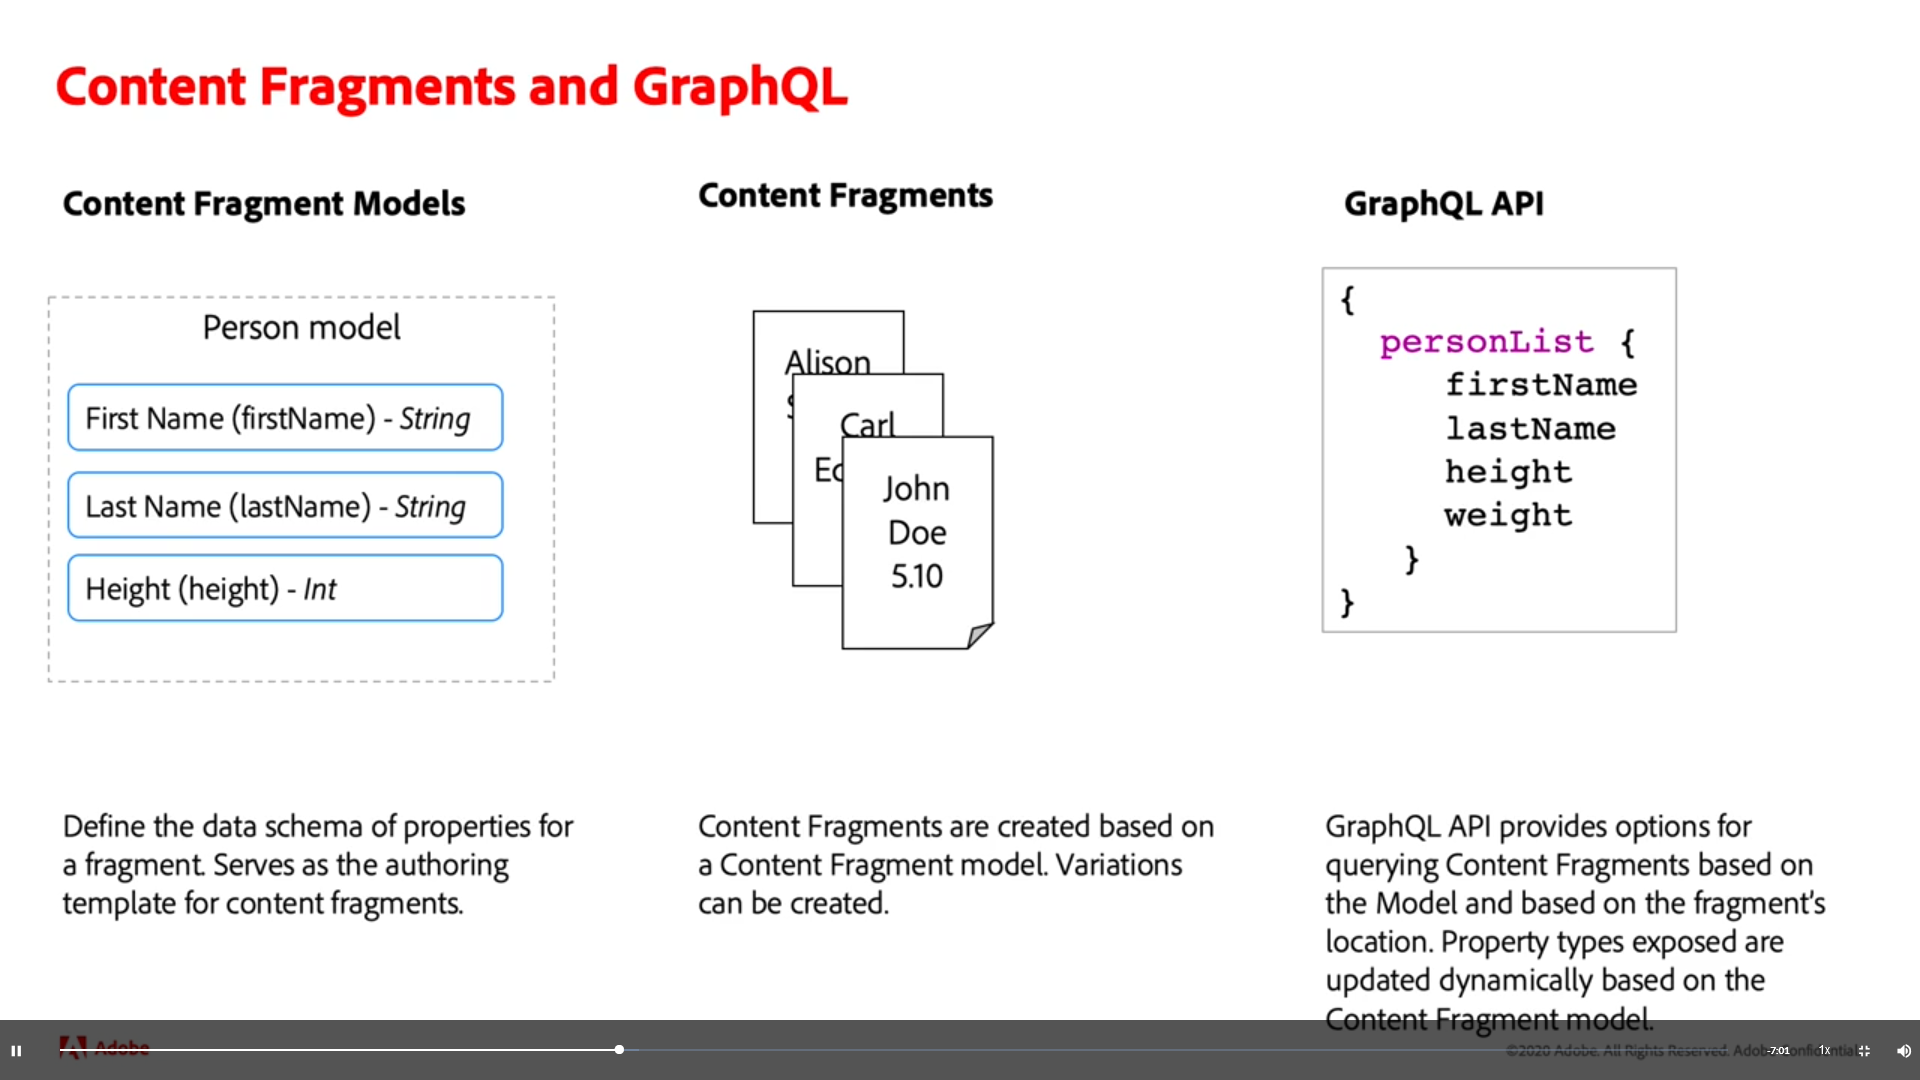 Content Fragments and GraphQL
Content Fragment Models
Person model
First Name (firstName) - String
Last Name (lastName) - String
Height (height) - Int
Define the data schema of properties for
a fragment. Serves as the authoring
template for content fragments.
Content Fragments
Alison
Carl
John
Doe
5.10
Content Fragments are created based on
a Content Fragment model. Variations
can be created.
GraphQL API
{
personList {
firstName
lastName
height
weight
}
}
GraphQL API provides options for
querying Content Fragments based on
the Model and based on the fragment's
location. Property types exposed are
updated dynamically based on the
Content Fragment model.
Adobe
©2020 Adobe. All Rights Reserved. Adobe Confidential
-7:01
1x